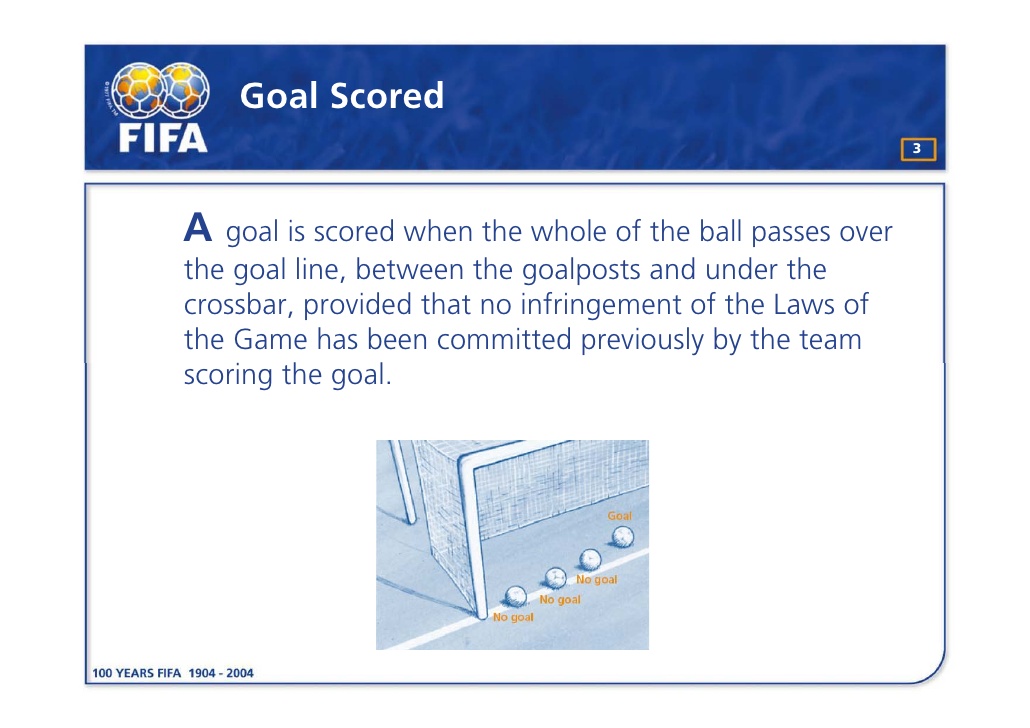 Goal Scored
FIFA
3
A goal is scored when the whole of the ball passes over
the goal line, between the goalposts and under the
crossbar, provided that no infringement of the Laws of
the Game has been committed previously by the team
scoring the goal.
Goal
No goal
No goal
No goal
100 YEARS FIFA 1904 - 2004